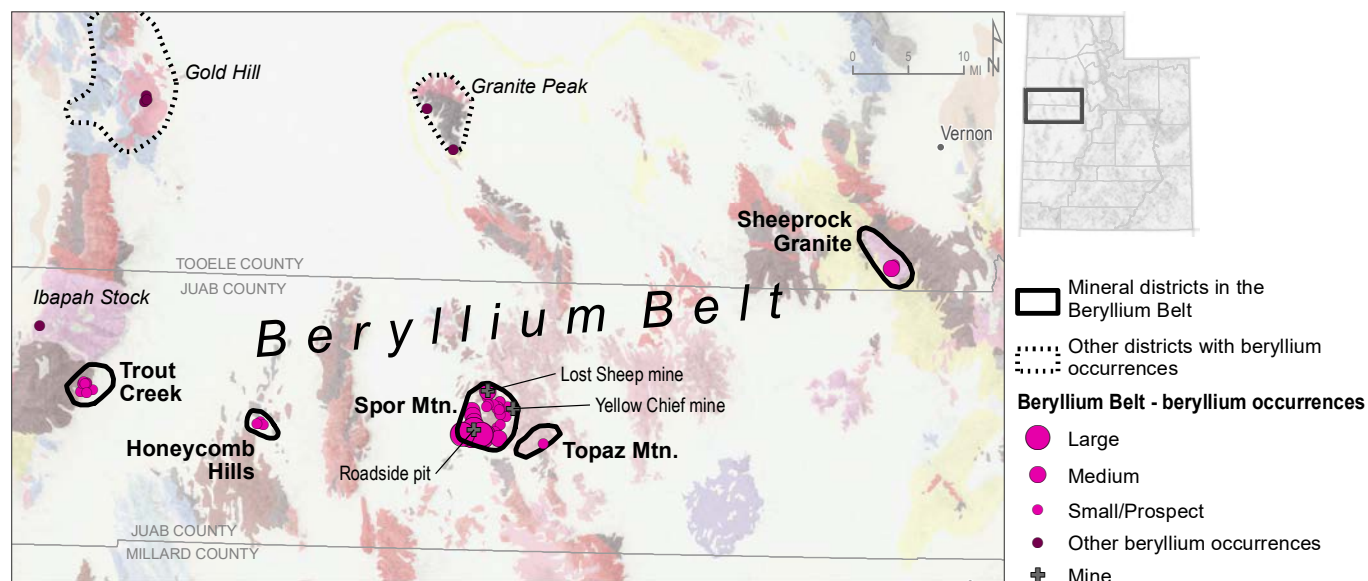 Gold Hill
Granite Peak
0 5 10
MI
N
Vernon
Sheeprock
Granite
TOOELE COUNTY
JUAB COUNTY
Ibapah Stock
Beryllium Belt
Trout
Creek
Lost Sheep mine
Spor Mtn.
Yellow Chief mine
Honeycomb
Hills
Topaz Mtn.
Roadside pit
JUAB COUNTY
MILLARD COUNTY
Mineral districts in the
Beryllium Belt
Other districts with beryllium
occurrences
Beryllium Belt - beryllium occurrences
Large
Medium
Small/Prospect
Other beryllium occurrences
Mine